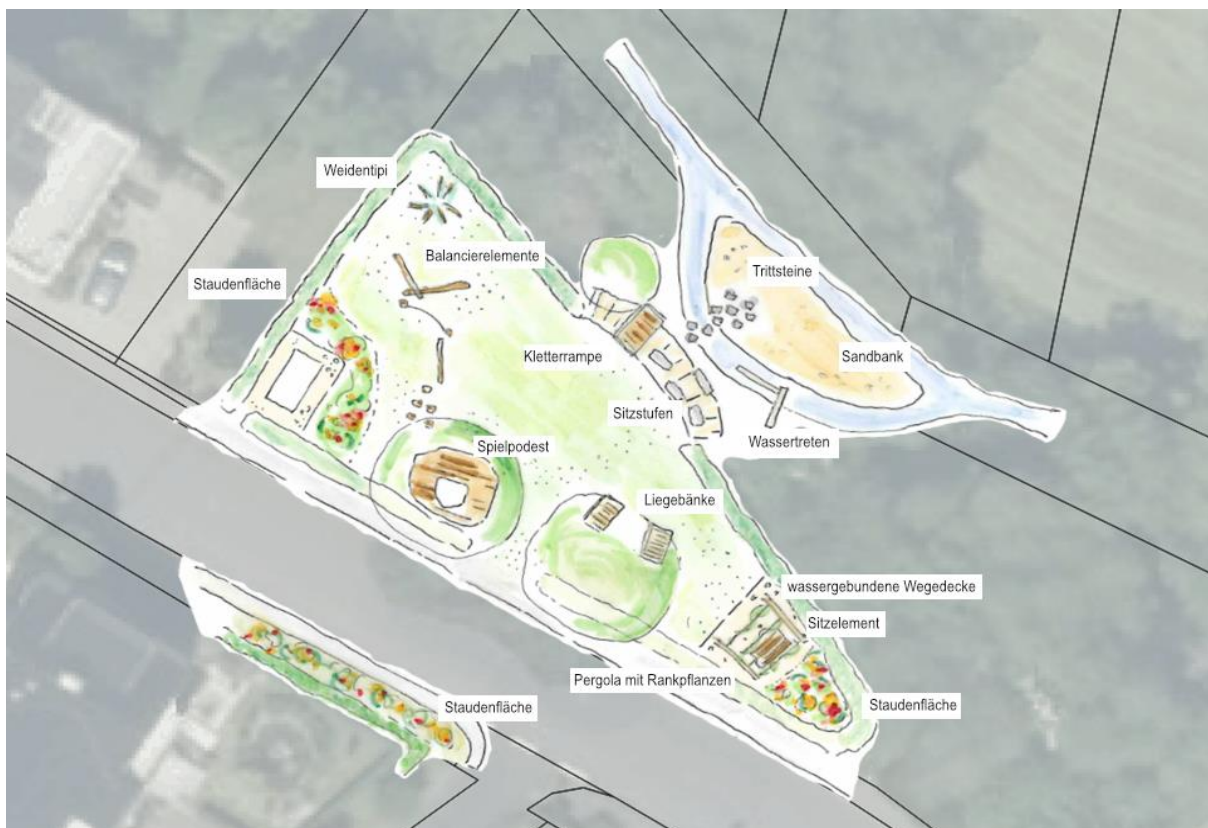 Weidentipi
Balancierelemente
Staudenfläche
Trittsteine
Kletterrampe
Sandbank
Sitzstufen
Wassertreten
Spielpodest
Liegebänke
wassergebundene Wegedecke
Sitzelement
Pergola mit Rankpflanzen
Staudenfläche
Staudenfläche